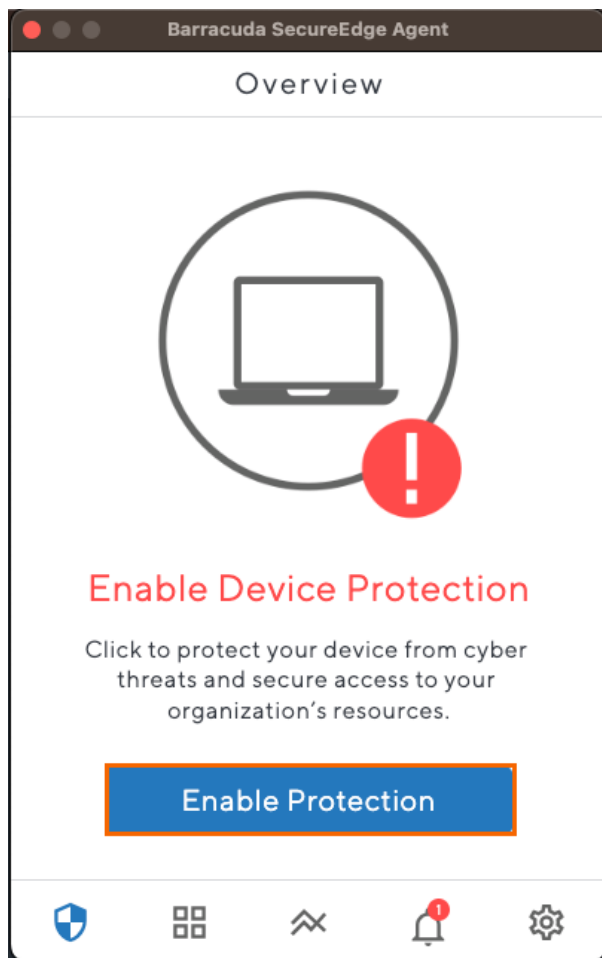 Barracuda SecureEdge Agent
Overview
!
Enable Device Protection
Click to protect your device from cyber
threats and secure access to your
organization's resources.
Enable Protection
1